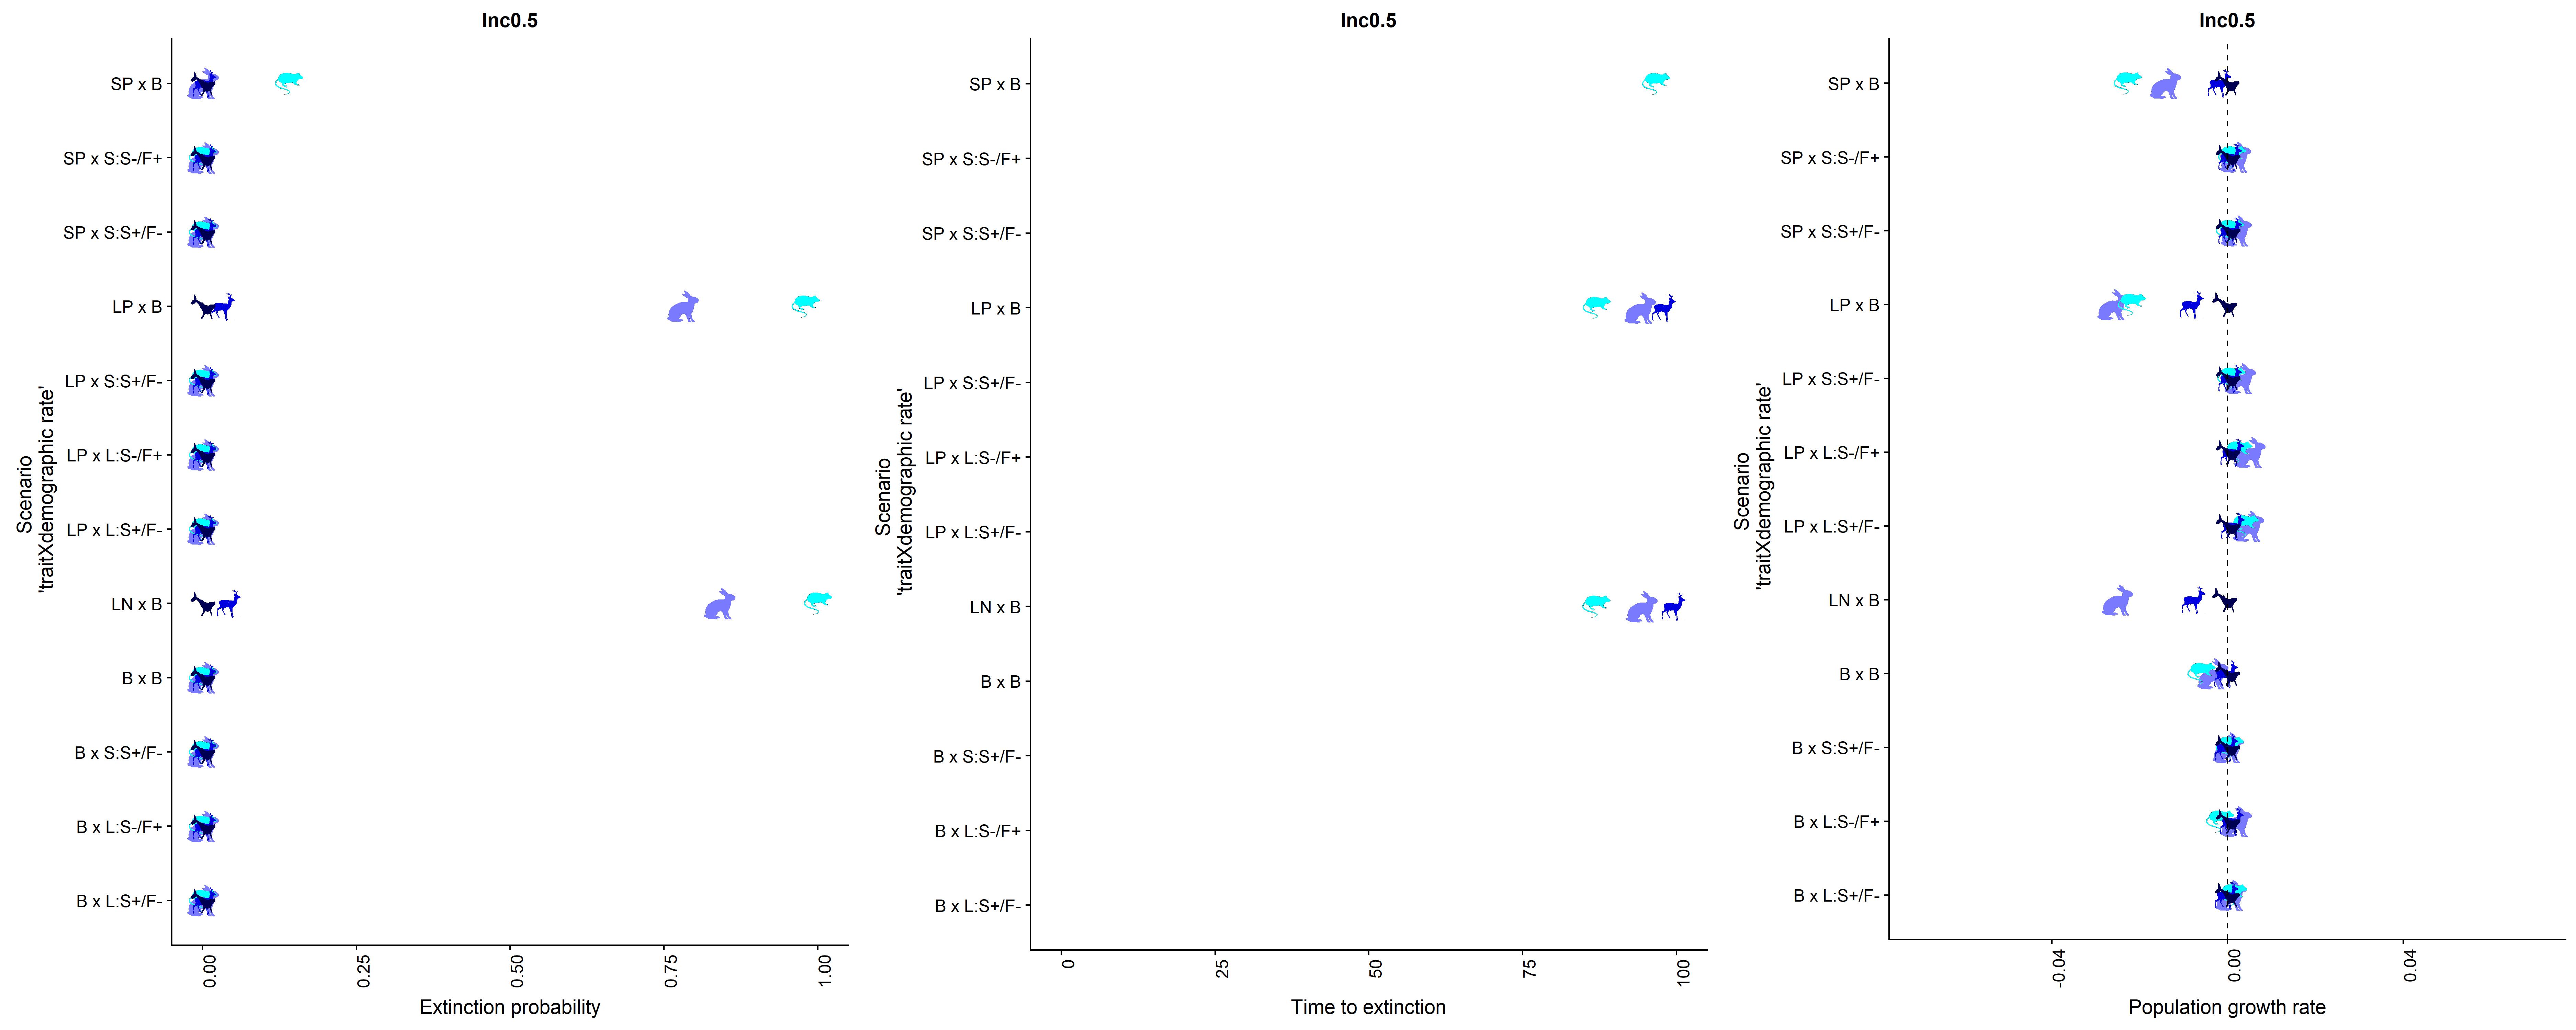 Inc0.5
SP x B
SP x S:S-/F+
SP x S:S+/F-
LP x B
LP x S:S+/F-
LP x L:S-/F+
LP x L:S+/F-
LN x B
B x B
B x S:S+/F-
B x L:S-/F+
B x L:S+/F-
Scenario
'traitXdemographic rate'
0.00
0.25
0.50
0.75
1.00
Extinction probability
Inc0.5
SP x B
SP x S:S-/F+
SP x S:S+/F-
LP x B
LP x S:S+/F-
LP x L:S-/F+
LP x L:S+/F-
LN x B
B x B
B x S:S+/F-
B x L:S-/F+
B x L:S+/F-
Scenario
'traitXdemographic rate'
0
25
50
75
100
Time to extinction
Inc0.5
SP x B
SP x S:S-/F+
SP x S:S+/F-
LP x B
LP x S:S+/F-
LP x L:S-/F+
LP x L:S+/F-
LN x B
B x B
B x S:S+/F-
B x L:S-/F+
B x L:S+/F-
Scenario
'traitXdemographic rate'
-0.04
0.00
0.04
Population growth rate